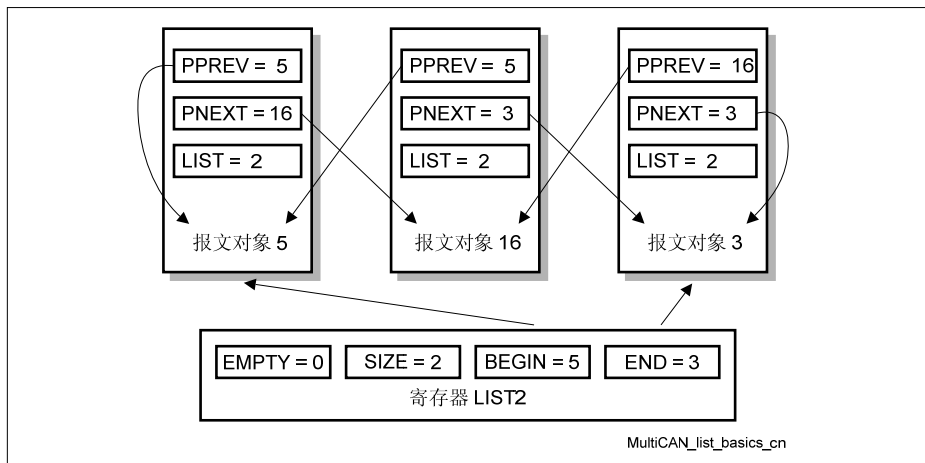 PPREV = 5
PNEXT = 16
LIST = 2
报文对象 5
PPREV = 5
PNEXT = 3
LIST = 2
报文对象 16
PPREV = 16
PNEXT = 3
LIST = 2
报文对象 3
EMPTY = 0
SIZE = 2
BEGIN = 5
END = 3
寄存器 LIST2
MultiCAN_list_basics_cn